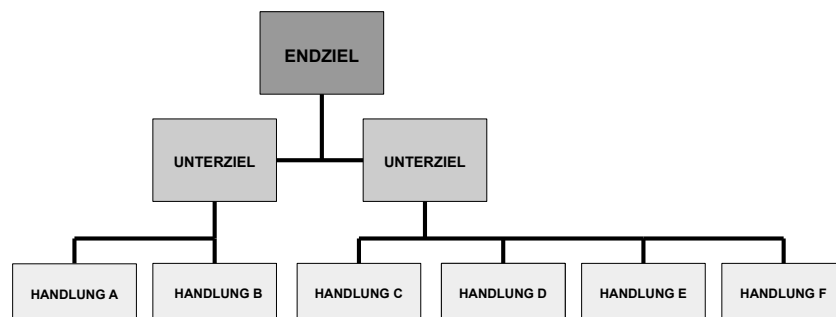 ENDZIEL
UNTERZIEL
UNTERZIEL
HANDLUNG A
HANDLUNG B
HANDLUNG C
HANDLUNG D
HANDLUNG E
HANDLUNG F